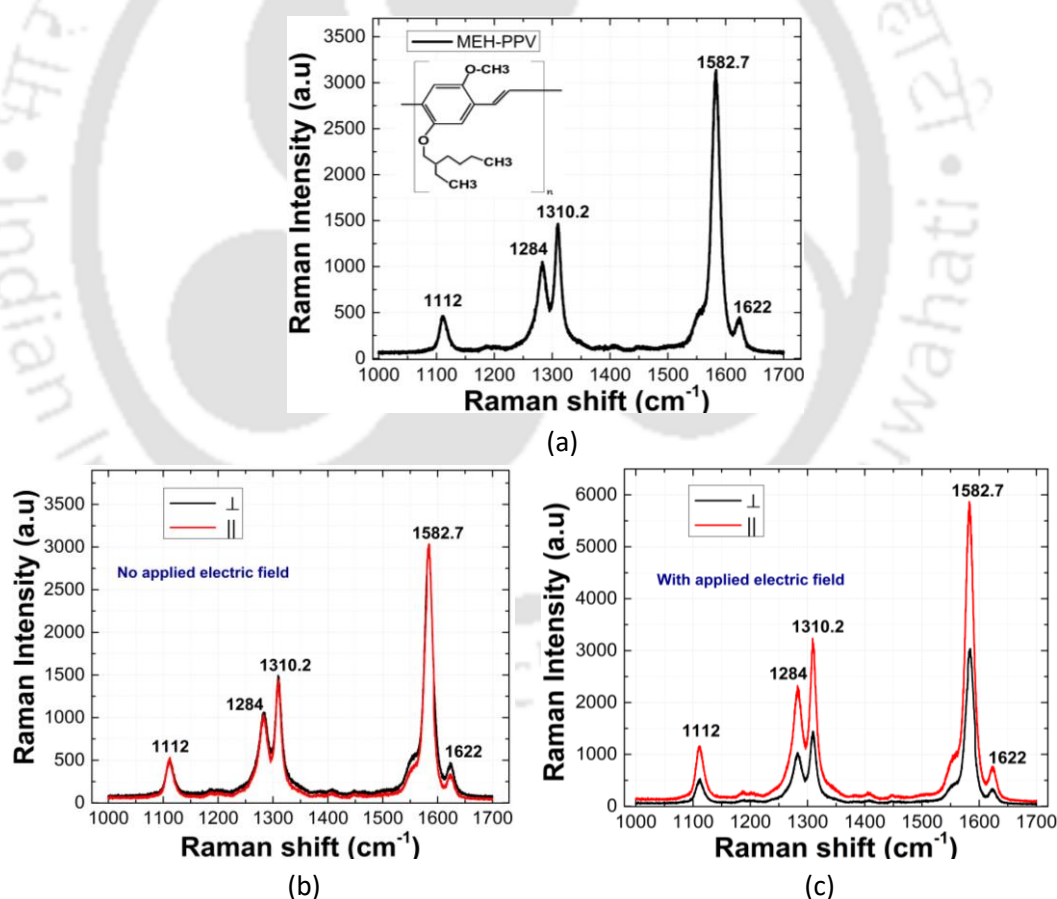 3500
3000
2500
2000
1500
1000
500
0
Raman Intensity (a.u)
MEH-PPV
O-CH3
O
CH3
CH3
n
1112
1284
1310.2
1582.7
1622
1000 1100 1200 1300 1400 1500 1600 1700
Raman shift (cm-1)
(a)
3500
3000
2500
2000
1500
1000
500
0
Raman Intensity (a.u)
⊥
||
No applied electric field
1112
1284
1310.2
1582.7
1622
1000 1100 1200 1300 1400 1500 1600 1700
Raman shift (cm-1)
(b)
6000
5000
4000
3000
2000
1000
0
Raman Intensity (a.u)
⊥
||
With applied electric field
1112
1284
1310.2
1582.7
1622
1000 1100 1200 1300 1400 1500 1600 1700
Raman shift (cm-1)
(c)
Indian In
uwahati